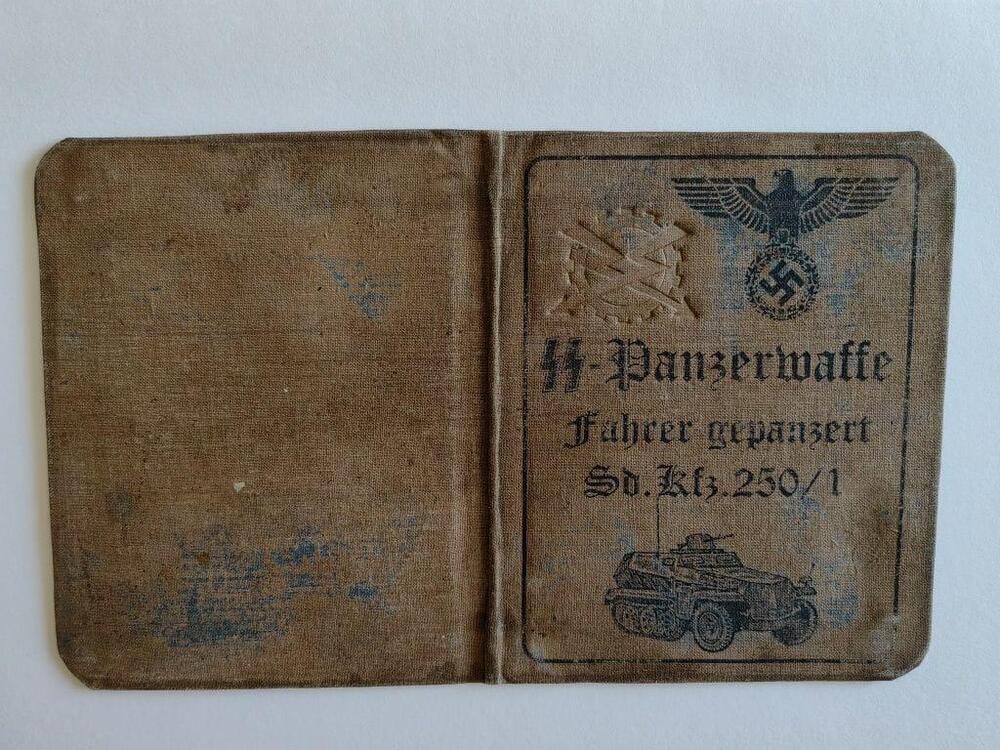 SS-Panzerwaffe
Fahrer gepanzert
Sd.Kfz.250/1